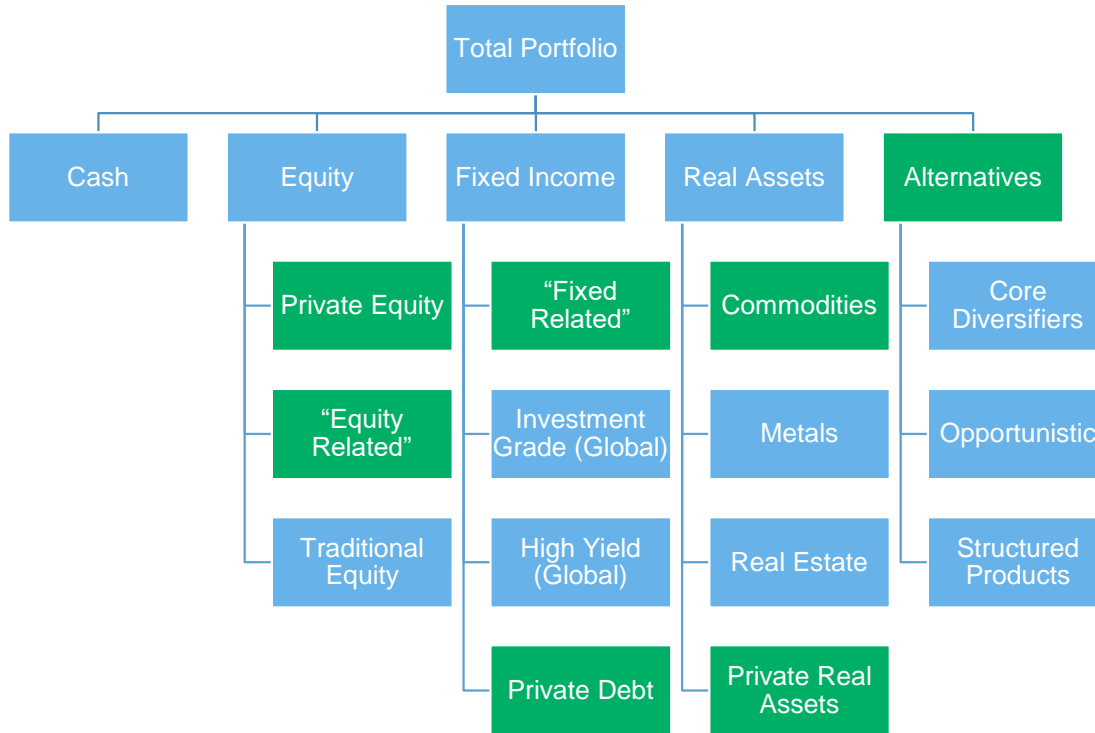 Total Portfolio
Cash
Equity
Fixed Income
Real Assets
Alternatives
Private Equity
“Fixed
Related”
Commodities
Core
Diversifiers
“Equity
Related”
Investment
Grade (Global)
Metals
Opportunistic
Traditional
Equity
High Yield
(Global)
Real Estate
Structured
Products
Private Debt
Private Real
Assets